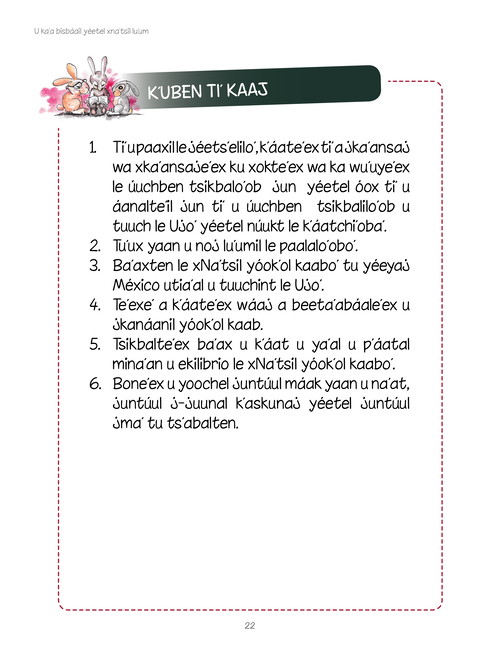 U ka'a bisbáail yéetel xna'tsil lu'um
K'UBEN TI' KAAJ
1. Ti' u paaxil le jéets'elilo', k'áate'ex ti' a jka'ansaj
wa xka'ansaje'ex ku xokte'ex wa ka wu'uye'ex
le úuchben tsikbalo'ob jun yéetel óox ti' u
áanalte'il jun ti' u úuchben tsikbalilo'ob u
tuuch le Ujo' yéetel núukt le k'áatchi'oba'.
2. Tu'ux yaan u noj lu'umil le paalalo'obo'.
3. Ba'axten le xNa'tsil yóok'ol kaabo' tu yéeyaj
México utia'al u tuuchint le Ujo'.
4. Te'exe' a k'áate'ex wáaj a beeta'abáale'ex u
jkanáanil yóok'ol kaab.
5. Tsikbalte'ex ba'ax u k'áat u ya'al u p'áatal
mina'an u ekilibrio le xNa'tsil yóok'ol kaabo'.
6. Bone'ex u yoochel juntúul máak yaan u na'at,
juntúul j-juunal k'askunaj yéetel juntúul
jma' tu ts'abalten.
22